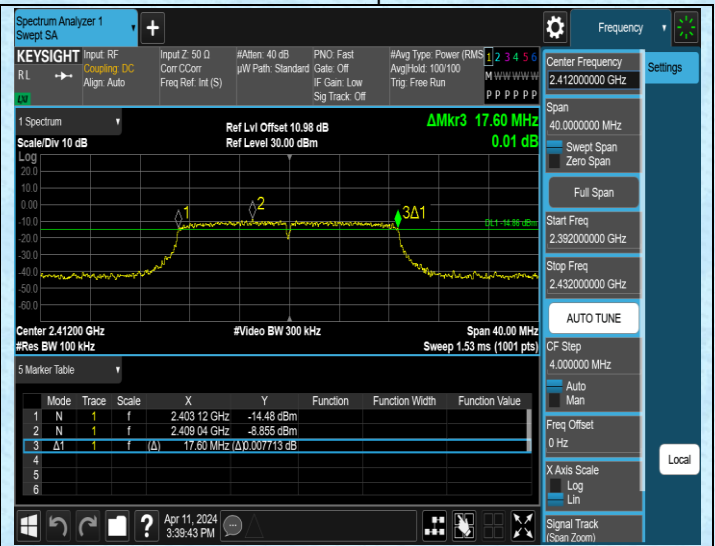 Spectrum Analyzer 1
Swept SA
Frequency
KEYSIGHT
RL
LXI
Input: RF
Coupling: DC
Align: Auto
Input Z: 50 Ω
Corr CCorr
Freq Ref: Int (S)
#Atten: 40 dB
µW Path: Standard
PNO: Fast
Gate: Off
IF Gain: Low
Sig Track: Off
#Avg Type: Power (RMS
Avg|Hold: 100/100
Trig: Free Run
1 2 3 4 5 6
M W W W W W
P P P P P P
Center Frequency
2.412000000 GHz
Settings
1 Spectrum
Scale/Div 10 dB
Ref Lvl Offset 10.98 dB
Ref Level 30.00 dBm
ΔMkr3 17.60 MHz
0.01 dB
Span
40.0000000 MHz
Swept Span
Zero Span
Full Span
Start Freq
2.392000000 GHz
Stop Freq
2.432000000 GHz
AUTO TUNE
CF Step
4.000000 MHz
Auto
Man
Freq Offset
0 Hz
X Axis Scale
Log
Lin
Signal Track
(Span Zoom)
Local
Log
20.0
10.0
0.00
-10.0
-20.0
-30.0
-40.0
-50.0
-60.0
1
2
3Δ1
DL1 -14.86 dBm
Center 2.41200 GHz
#Res BW 100 kHz
#Video BW 300 kHz
Span 40.00 MHz
Sweep 1.53 ms (1001 pts)
5 Marker Table
Mode Trace Scale X Y Function Function Width Function Value
1 N 1 f 2.403 12 GHz -14.48 dBm
2 N 1 f 2.409 04 GHz -8.855 dBm
3 Δ1 1 f (Δ) 17.60 MHz (Δ) 0.007713 dB
4
5
6
?
Apr 11, 2024
3:39:43 PM